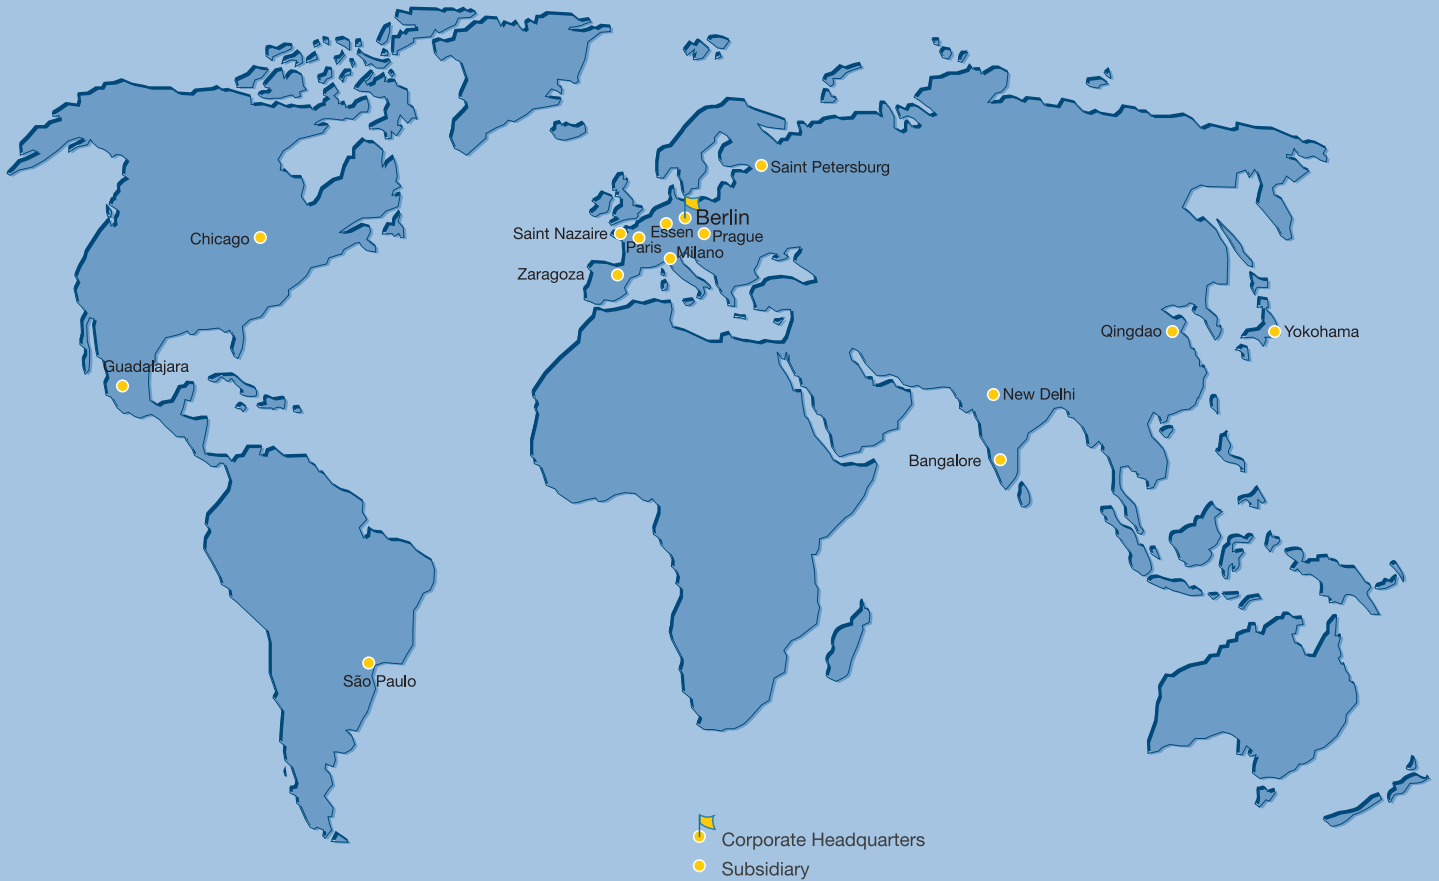 Saint Petersburg
Berlin
Essen
Saint Nazaire
Prague
Chicago
Paris
Milano
Zaragoza
Qingdao
Yokohama
Guadalajara
New Delhi
Bangalore
São Paulo
Corporate Headquarters
Subsidiary